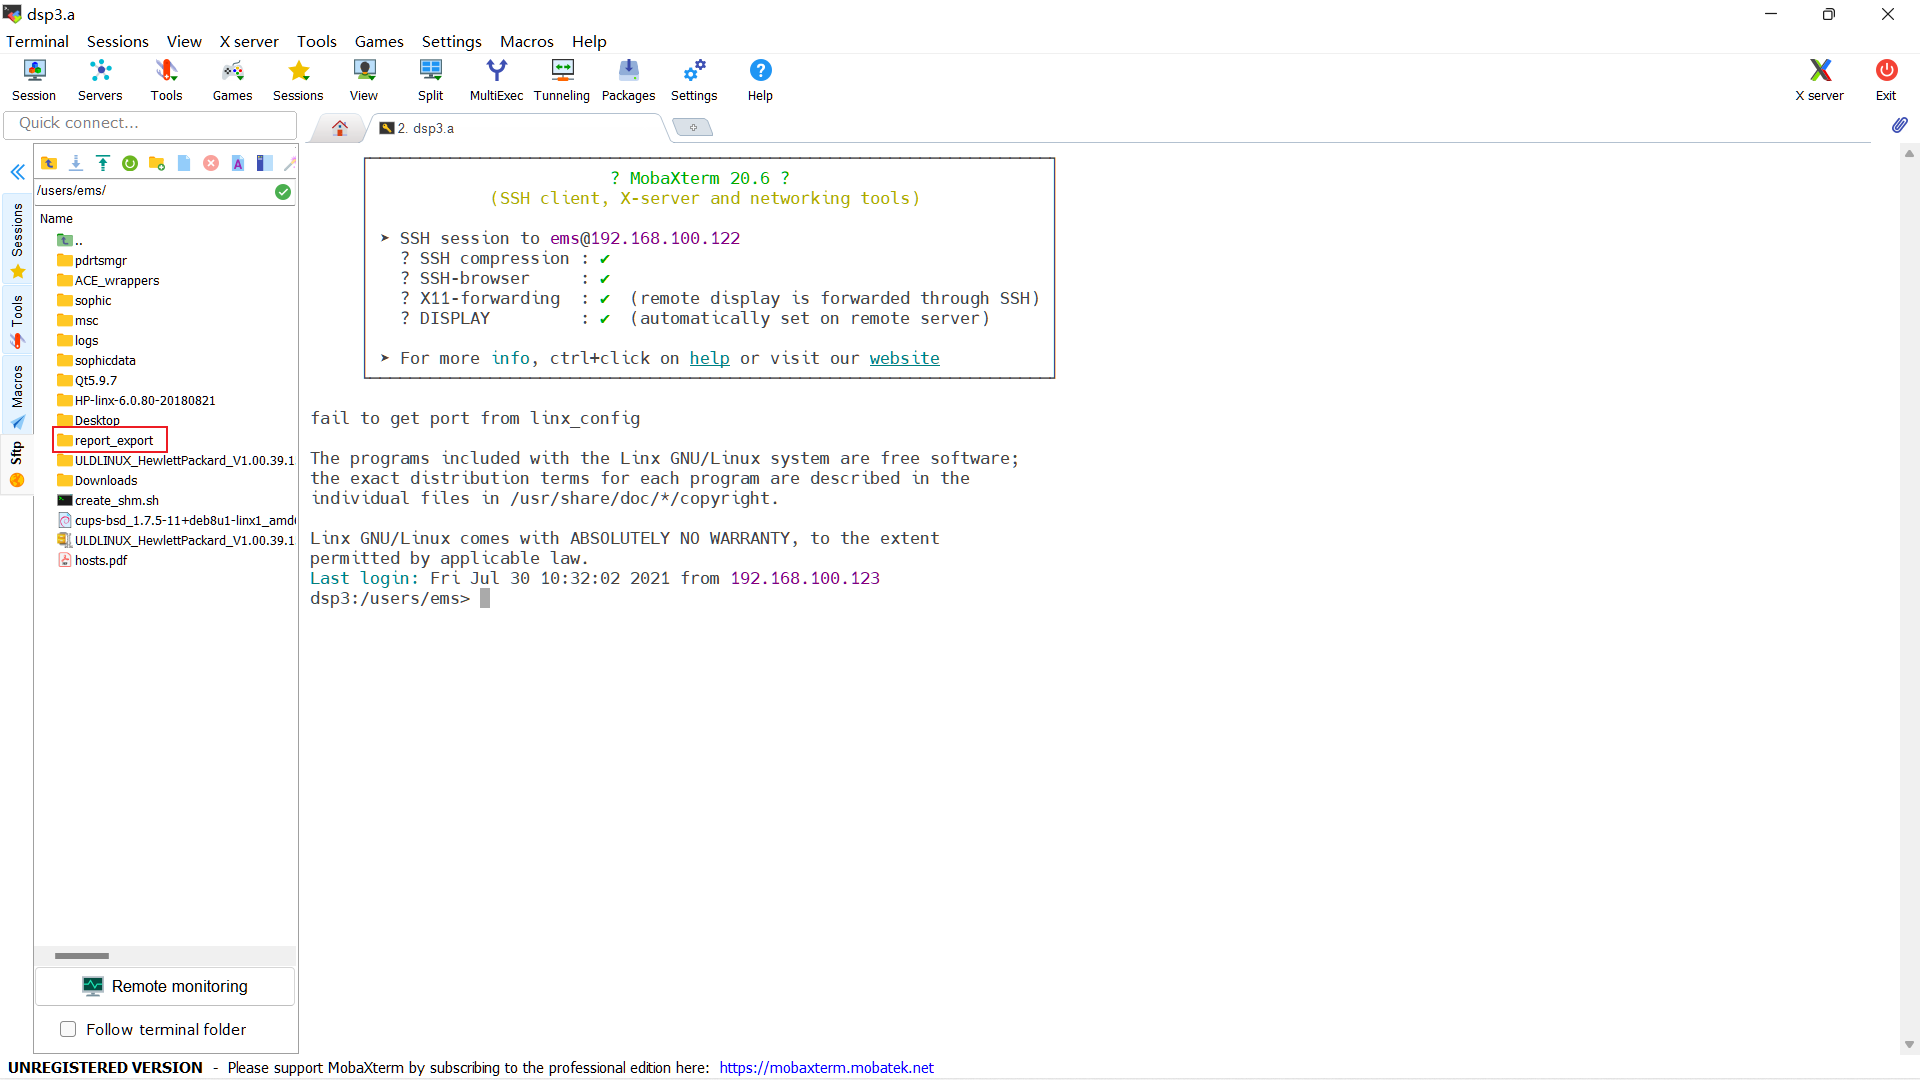 dsp3.a
Terminal Sessions View X server Tools Games Settings Macros Help
Session Servers Tools Games Sessions View Split MultiExec Tunneling Packages Settings Help X server Exit
Quick connect...
2. dsp3.a
/users/ems/
Name
..
pdrtsmgr
ACE_wrappers
sophic
msc
logs
sophicdata
Qt5.9.7
HP-linx-6.0.80-20180821
Desktop
report_export
ULDLINUX_HewlettPackard_V1.00.39.1
Downloads
create_shm.sh
cups-bsd_1.7.5-11+deb8u1-linx1_amd
ULDLINUX_HewlettPackard_V1.00.39.1
hosts.pdf
Sessions
Tools
Macros
Sftp
Remote monitoring
Follow terminal folder
? MobaXterm 20.6 ?
(SSH client, X-server and networking tools)
➤ SSH session to ems@192.168.100.122
? SSH compression : ✔
? SSH-browser : ✔
? X11-forwarding : ✔ (remote display is forwarded through SSH)
? DISPLAY : ✔ (automatically set on remote server)
➤ For more info, ctrl+click on help or visit our website
fail to get port from linx_config
The programs included with the Linx GNU/Linux system are free software;
the exact distribution terms for each program are described in the
individual files in /usr/share/doc/*/copyright.
Linx GNU/Linux comes with ABSOLUTELY NO WARRANTY, to the extent
permitted by applicable law.
Last login: Fri Jul 30 10:32:02 2021 from 192.168.100.123
dsp3:/users/ems>
UNREGISTERED VERSION - Please support MobaXterm by subscribing to the professional edition here: https://mobaxterm.mobatek.net